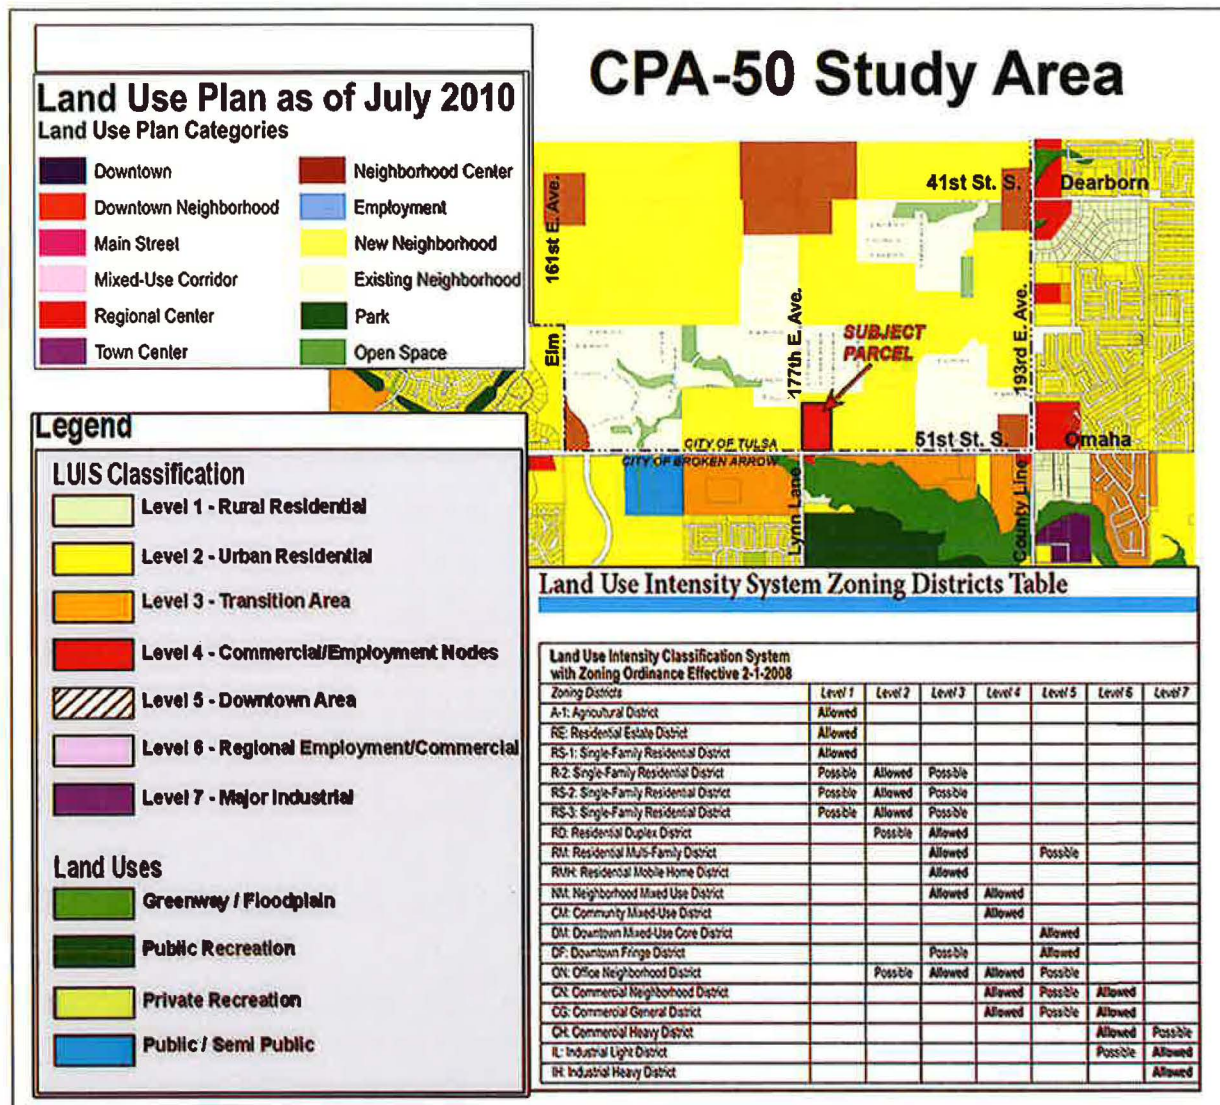 CPA-50 Study Area
Land Use Plan as of July 2010
Land Use Plan Categories
Downtown
Downtown Neighborhood
Main Street
Mixed-Use Corridor
Regional Center
Town Center
Neighborhood Center
Employment
New Neighborhood
Existing Neighborhood
Park
Open Space
41st St. S.
Dearborn
161st E. Ave.
Elm
177th E. Ave.
193rd E. Ave.
SUBJECT
PARCEL
51st St. S.
Omaha
CITY OF TULSA
CITY OF BROKEN ARROW
Lynn Lane
County Line
Legend
LUIS Classification
Level 1 - Rural Residential
Level 2 - Urban Residential
Level 3 - Transition Area
Level 4 - Commercial/Employment Nodes
Level 5 - Downtown Area
Level 6 - Regional Employment/Commercial
Level 7 - Major Industrial
Land Uses
Greenway / Floodplain
Public Recreation
Private Recreation
Public / Semi Public
Land Use Intensity System Zoning Districts Table
Land Use Intensity Classification System
with Zoning Ordinance Effective 2-1-2008
Zoning Districts Level 1 Level 2 Level 3 Level 4 Level 5 Level 6 Level 7
A-1: Agricultural District Allowed
RE: Residential Estate District Allowed
RS-1: Single-Family Residential District Allowed
R-2: Single-Family Residential District Possible Allowed Possible
RS-2: Single-Family Residential District Possible Allowed Possible
RS-3: Single-Family Residential District Possible Allowed Possible
RD: Residential Duplex District Possible Allowed
RM: Residential Multi-Family District Allowed Possible
RMH: Residential Mobile Home District Allowed
NM: Neighborhood Mixed Use District Allowed Allowed
CM: Community Mixed-Use District Allowed
DM: Downtown Mixed-Use Core District Allowed
DF: Downtown Fringe District Possible Allowed
ON: Office Neighborhood District Possible Allowed Allowed Possible
CN: Commercial Neighborhood District Allowed Possible Allowed
CG: Commercial General District Allowed Possible Allowed
CH: Commercial Heavy District Allowed Possible
IL: Industrial Light District Possible Allowed
IH: Industrial Heavy District Allowed